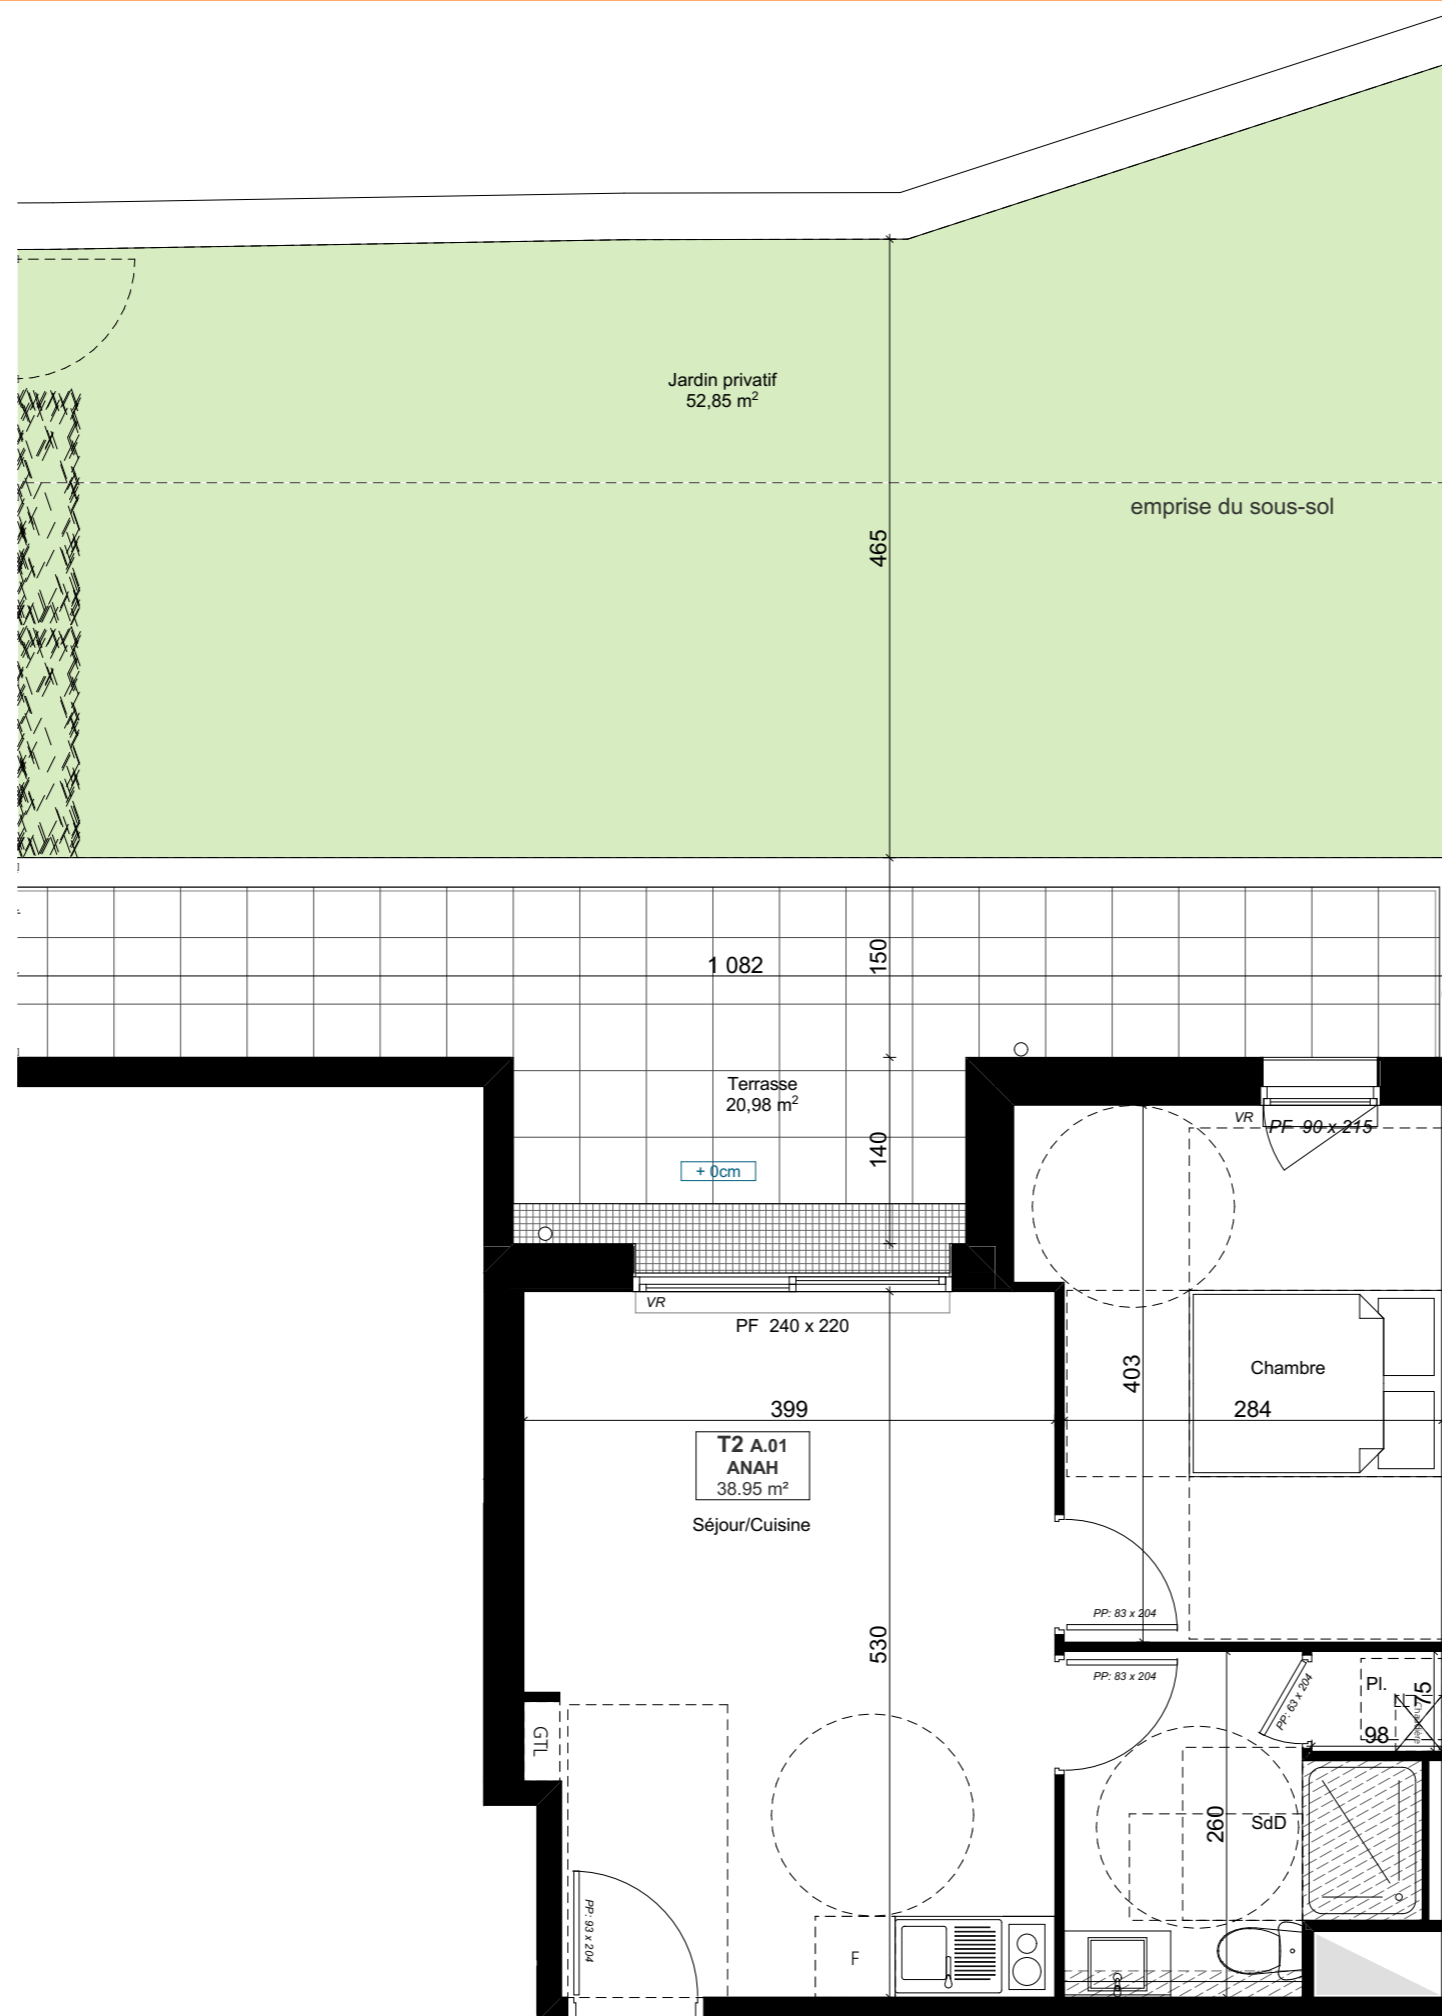 Jardin privatif
52,85 m²
emprise du sous-sol
465
1 082
150
Terrasse
20,98 m²
140
+ 0cm
VR
PF 90 x 215
VR
PF 240 x 220
403
Chambre
399
284
T2 A.01
ANAH
38.95 m²
Séjour/Cuisine
PP: 83 x 204
530
PP: 83 x 204
PP: 63 x 204
Pl.
75
98
GTL
260
SdD
PP: 93 x 204
F